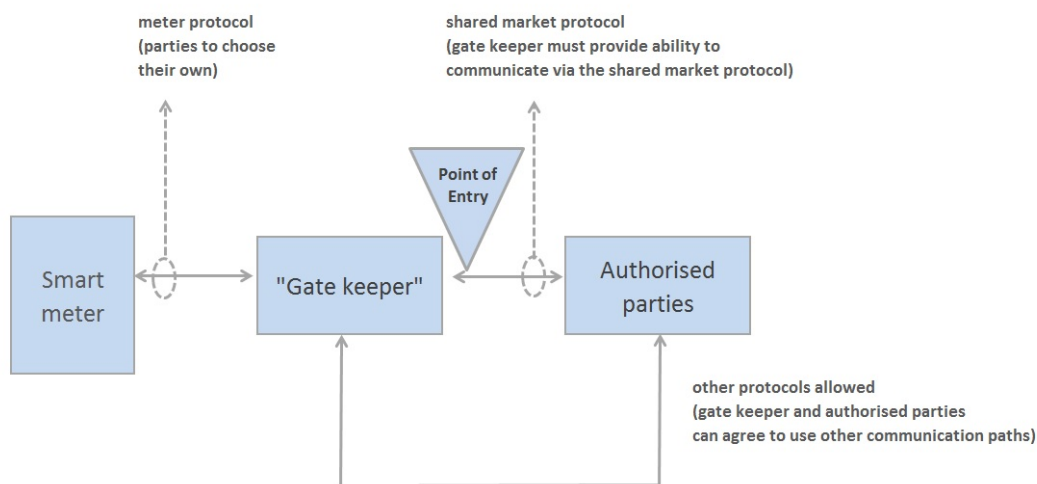 meter protocol
(parties to choose
their own)
shared market protocol
(gate keeper must provide ability to
communicate via the shared market protocol)
Point of
Entry
Smart
meter
"Gate keeper"
Authorised
parties
other protocols allowed
(gate keeper and authorised parties
can agree to use other communication paths)